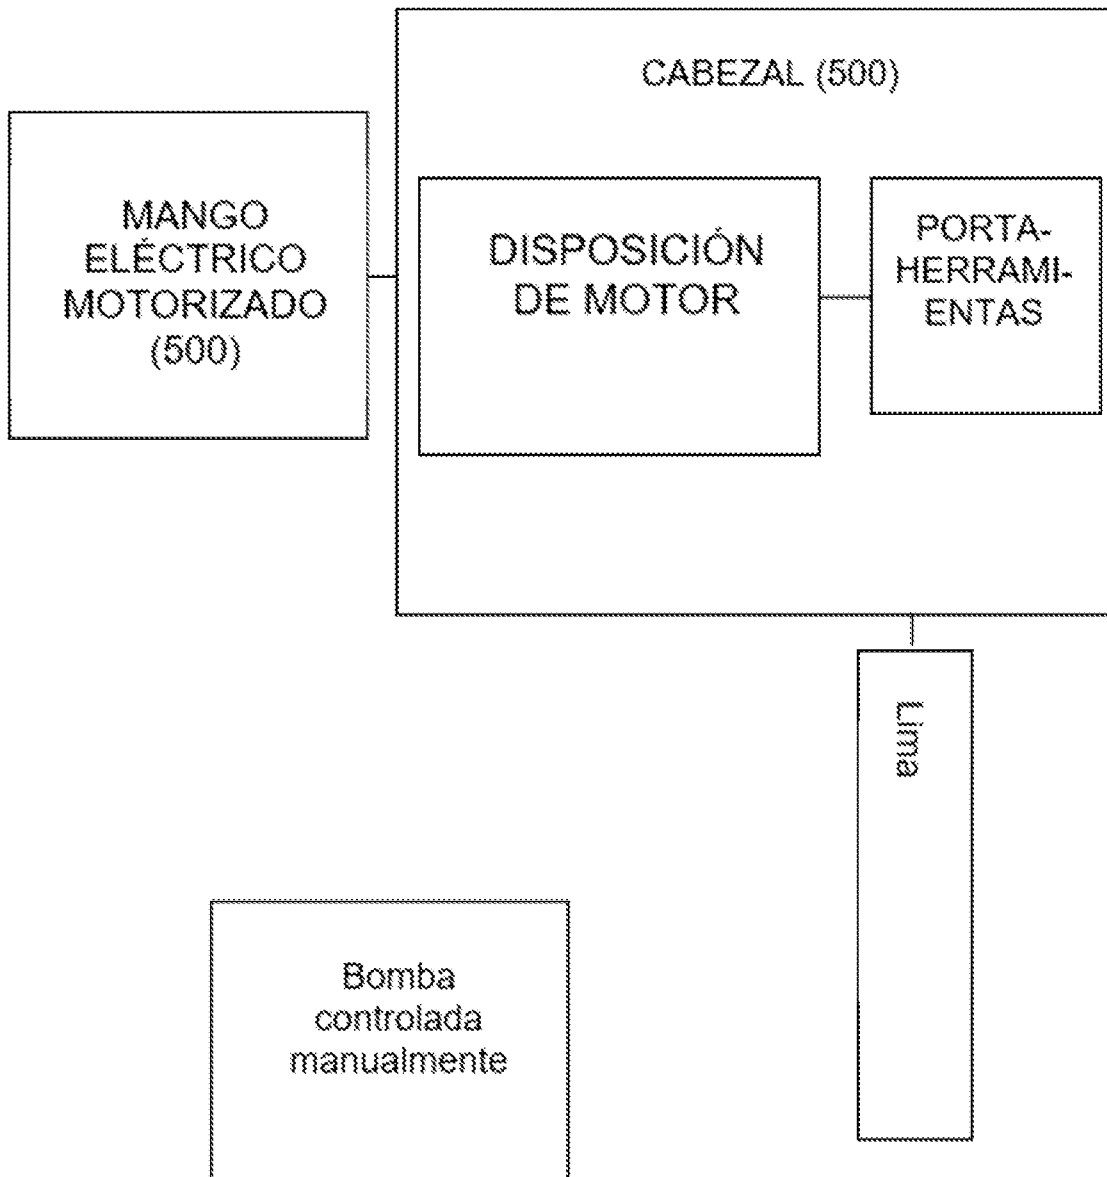 CABEZAL (500)
MANGO
ELÉCTRICO
MOTORIZADO
(500)
DISPOSICIÓN
DE MOTOR
PORTA-
HERRAMI-
ENTAS
Lima
Bomba
controlada
manualmente